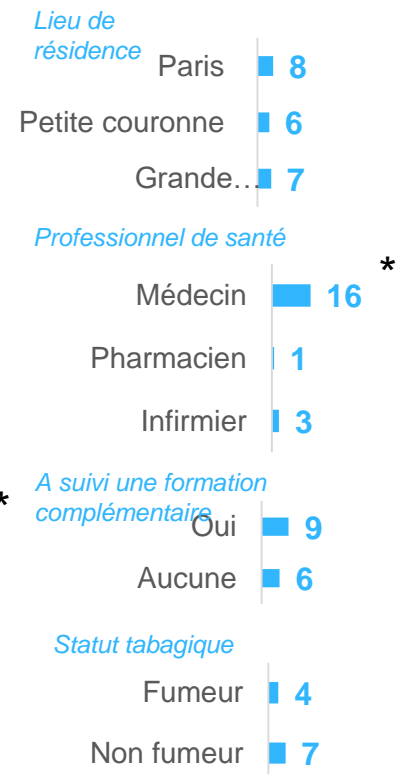 Lieu de
résidence
Paris 8
Petite couronne 6
Grande… 7
Professionnel de santé
*
Médecin 16
Pharmacien 1
Infirmier 3
A suivi une formation
* complémentaire
Oui 9
Aucune 6
Statut tabagique
Fumeur 4
Non fumeur 7